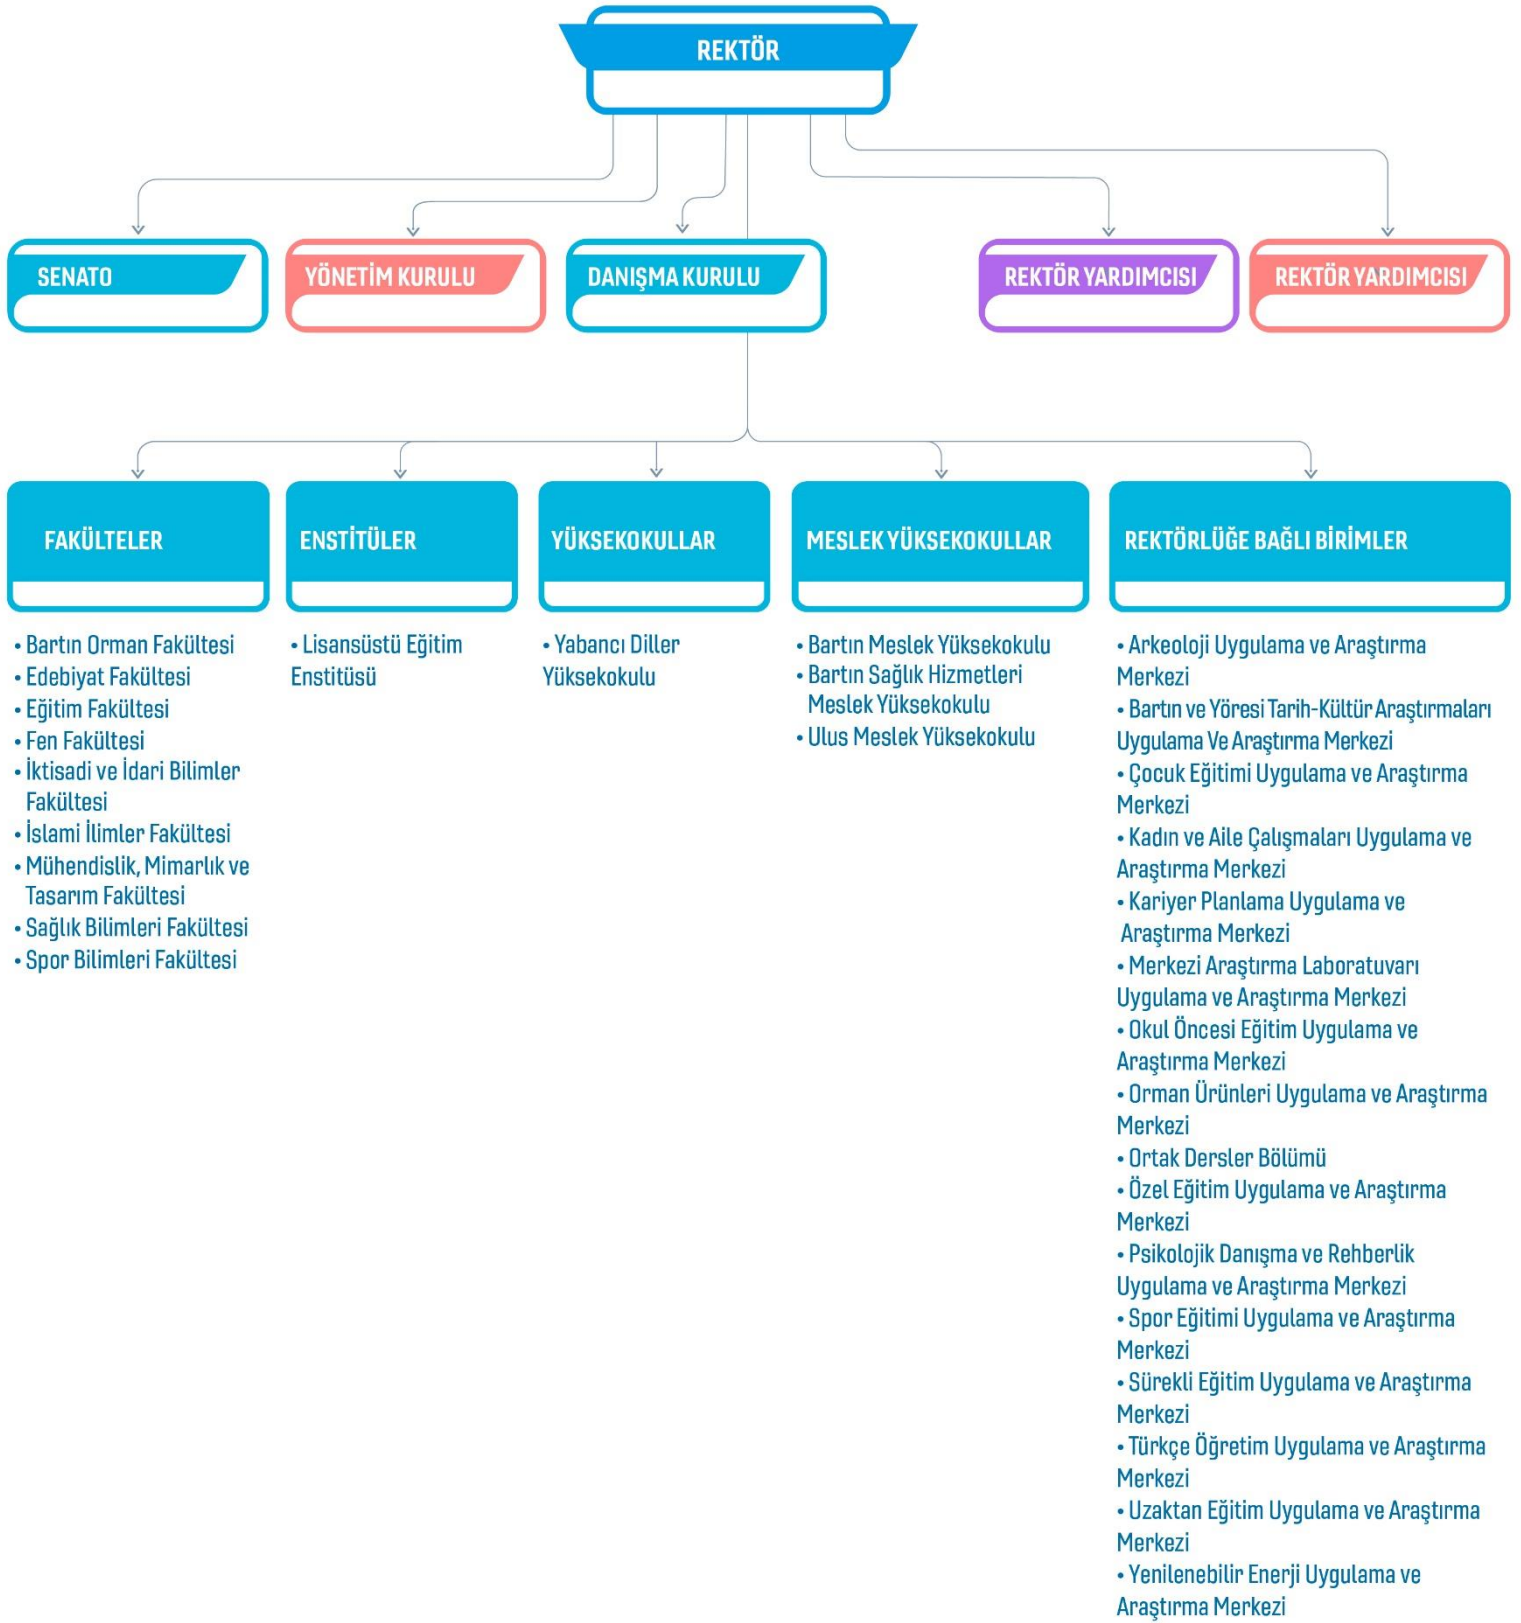 REKTÖR
SENATO
YÖNETİM KURULU
DANIŞMA KURULU
REKTÖR YARDIMCISI
REKTÖR YARDIMCISI
FAKÜLTELER
ENSTİTÜLER
YÜKSEKOKULLAR
MESLEK YÜKSEKOKULLAR
REKTÖRLÜĞE BAĞLI BİRİMLER
• Bartın Orman Fakültesi
• Edebiyat Fakültesi
• Eğitim Fakültesi
• Fen Fakültesi
• İktisadi ve İdari Bilimler
Fakültesi
• İslami İlimler Fakültesi
• Mühendislik, Mimarlık ve
Tasarım Fakültesi
• Sağlık Bilimleri Fakültesi
• Spor Bilimleri Fakültesi
• Lisansüstü Eğitim
Enstitüsü
• Yabancı Diller
Yüksekokulu
• Bartın Meslek Yüksekokulu
• Bartın Sağlık Hizmetleri
Meslek Yüksekokulu
• Ulus Meslek Yüksekokulu
• Arkeoloji Uygulama ve Araştırma
Merkezi
• Bartın ve Yöresi Tarih-Kültür Araştırmaları
Uygulama Ve Araştırma Merkezi
• Çocuk Eğitimi Uygulama ve Araştırma
Merkezi
• Kadın ve Aile Çalışmaları Uygulama ve
Araştırma Merkezi
• Kariyer Planlama Uygulama ve
Araştırma Merkezi
• Merkezi Araştırma Laboratuvarı
Uygulama ve Araştırma Merkezi
• Okul Öncesi Eğitim Uygulama ve
Araştırma Merkezi
• Orman Ürünleri Uygulama ve Araştırma
Merkezi
• Ortak Dersler Bölümü
• Özel Eğitim Uygulama ve Araştırma
Merkezi
• Psikolojik Danışma ve Rehberlik
Uygulama ve Araştırma Merkezi
• Spor Eğitimi Uygulama ve Araştırma
Merkezi
• Sürekli Eğitim Uygulama ve Araştırma
Merkezi
• Türkçe Öğretim Uygulama ve Araştırma
Merkezi
• Uzaktan Eğitim Uygulama ve Araştırma
Merkezi
• Yenilenebilir Enerji Uygulama ve
Araştırma Merkezi